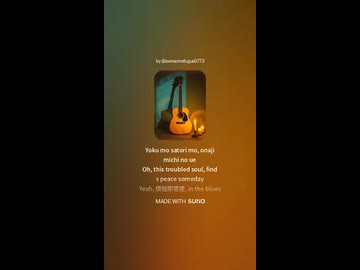 by @awesomefugue0773
Yoku mo satori mo, onaji
michi no ue
Oh, this troubled soul, find
s peace someday
Yeah, 煩悩即菩提, in the blues
MADE WITH SUNO